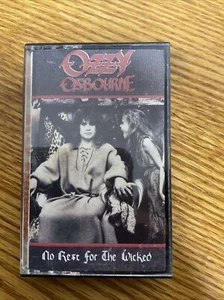 Ozzy
Osbourne
No Rest for The Wicked